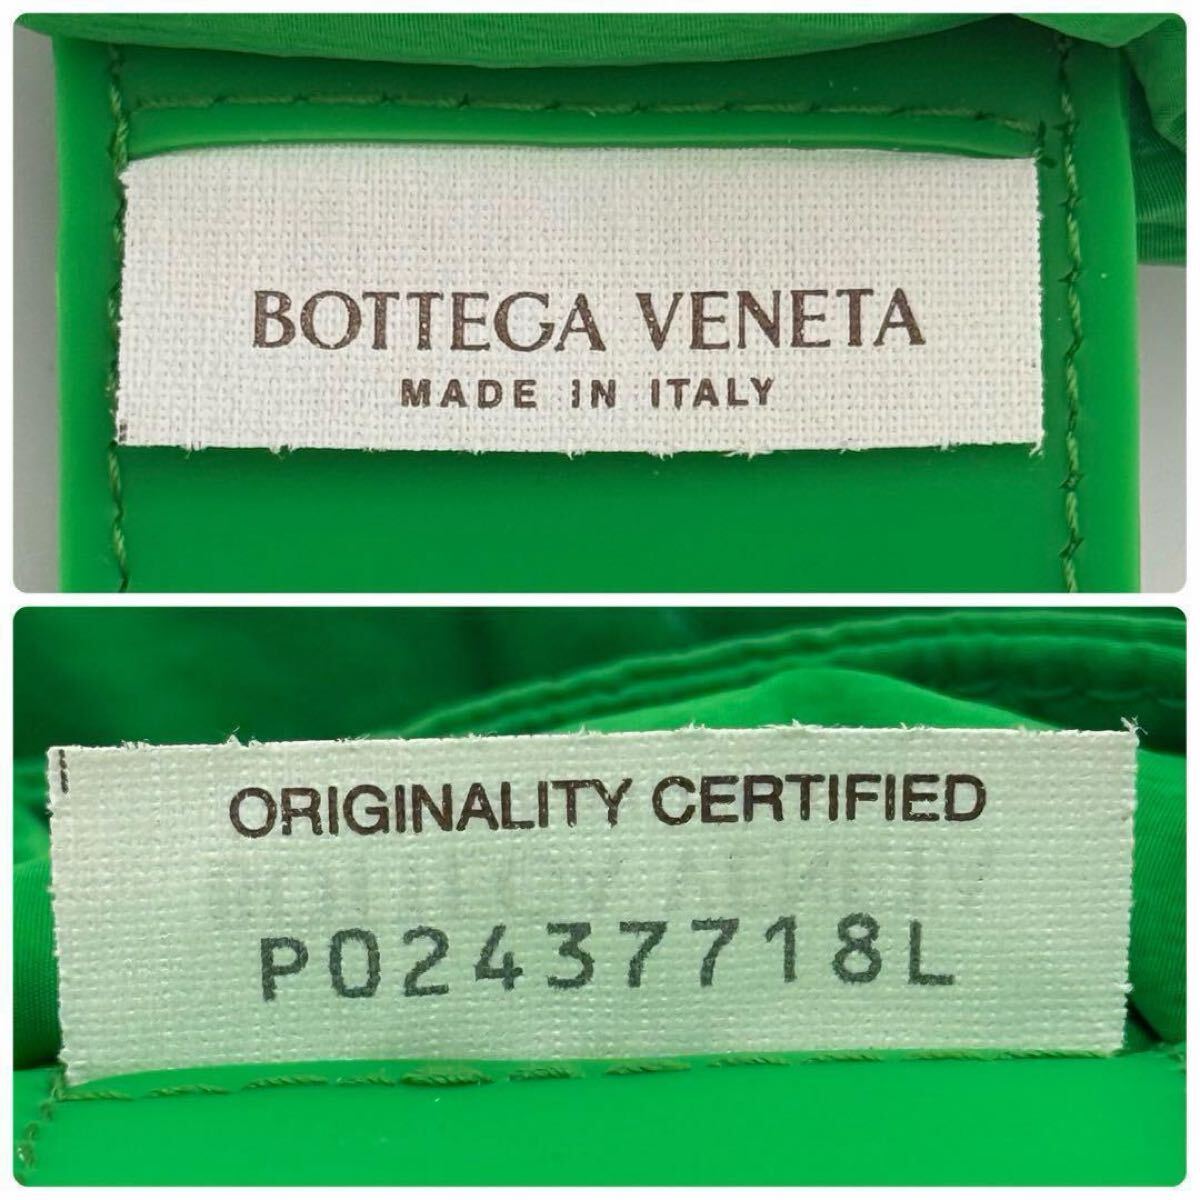 BOTTEGA VENETA
MADE IN ITALY
ORIGINALITY CERTIFIED
P02437718L